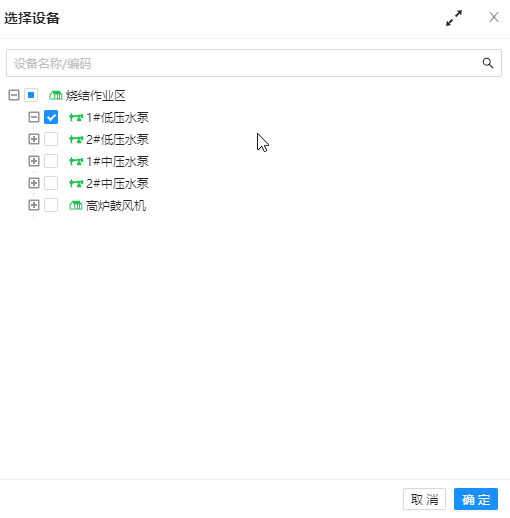 选择设备
设备名称/编码
烧结作业区
1#低压水泵
2#低压水泵
1#中压水泵
2#中压水泵
高炉鼓风机
取 消
确 定